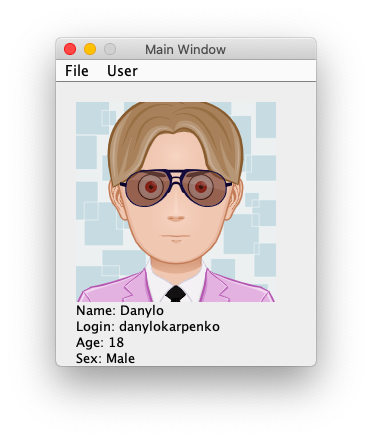 Main Window
File User
Name: Danylo
Login: danylokarpenko
Age: 18
Sex: Male